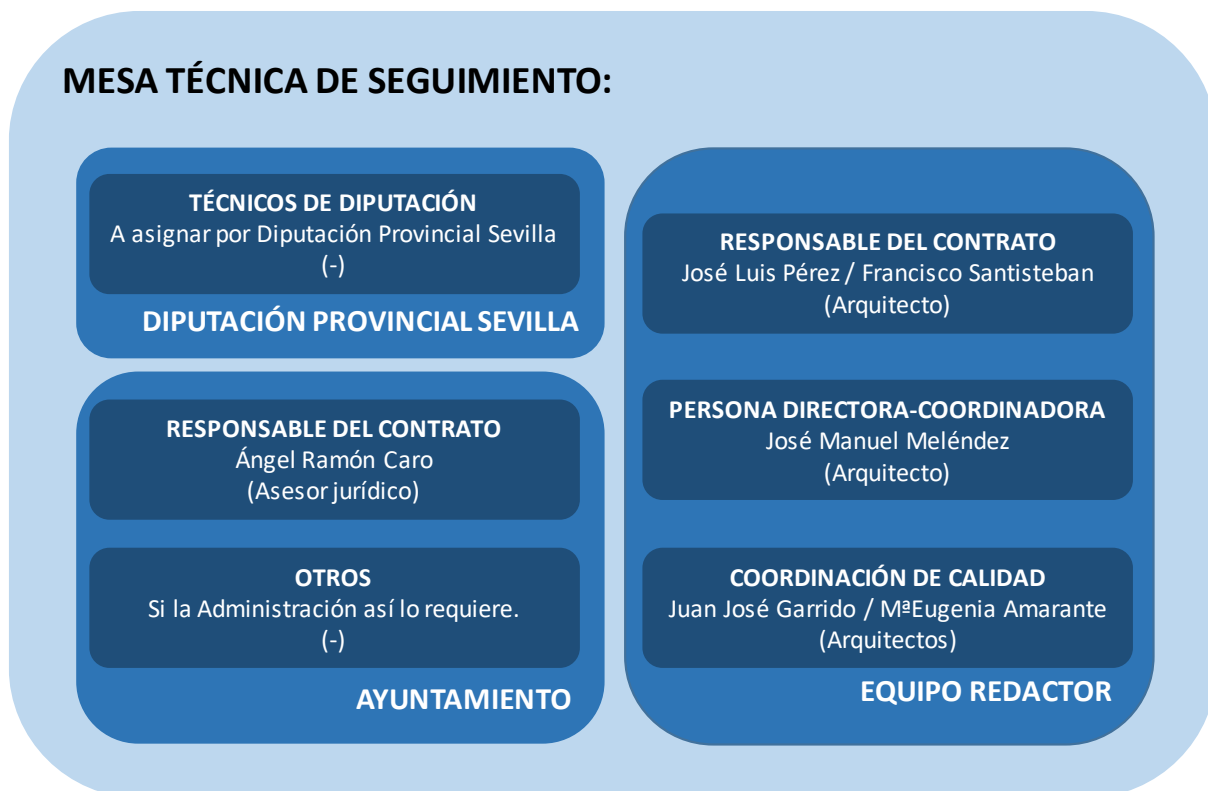 MESA TÉCNICA DE SEGUIMIENTO:
TÉCNICOS DE DIPUTACIÓN
A asignar por Diputación Provincial Sevilla
(-)
DIPUTACIÓN PROVINCIAL SEVILLA
RESPONSABLE DEL CONTRATO
Ángel Ramón Caro
(Asesor jurídico)
OTROS
Si la Administración así lo requiere.
(-)
AYUNTAMIENTO
RESPONSABLE DEL CONTRATO
José Luis Pérez / Francisco Santisteban
(Arquitecto)
PERSONA DIRECTORA-COORDINADORA
José Manuel Meléndez
(Arquitecto)
COORDINACIÓN DE CALIDAD
Juan José Garrido / MªEugenia Amarante
(Arquitectos)
EQUIPO REDACTOR